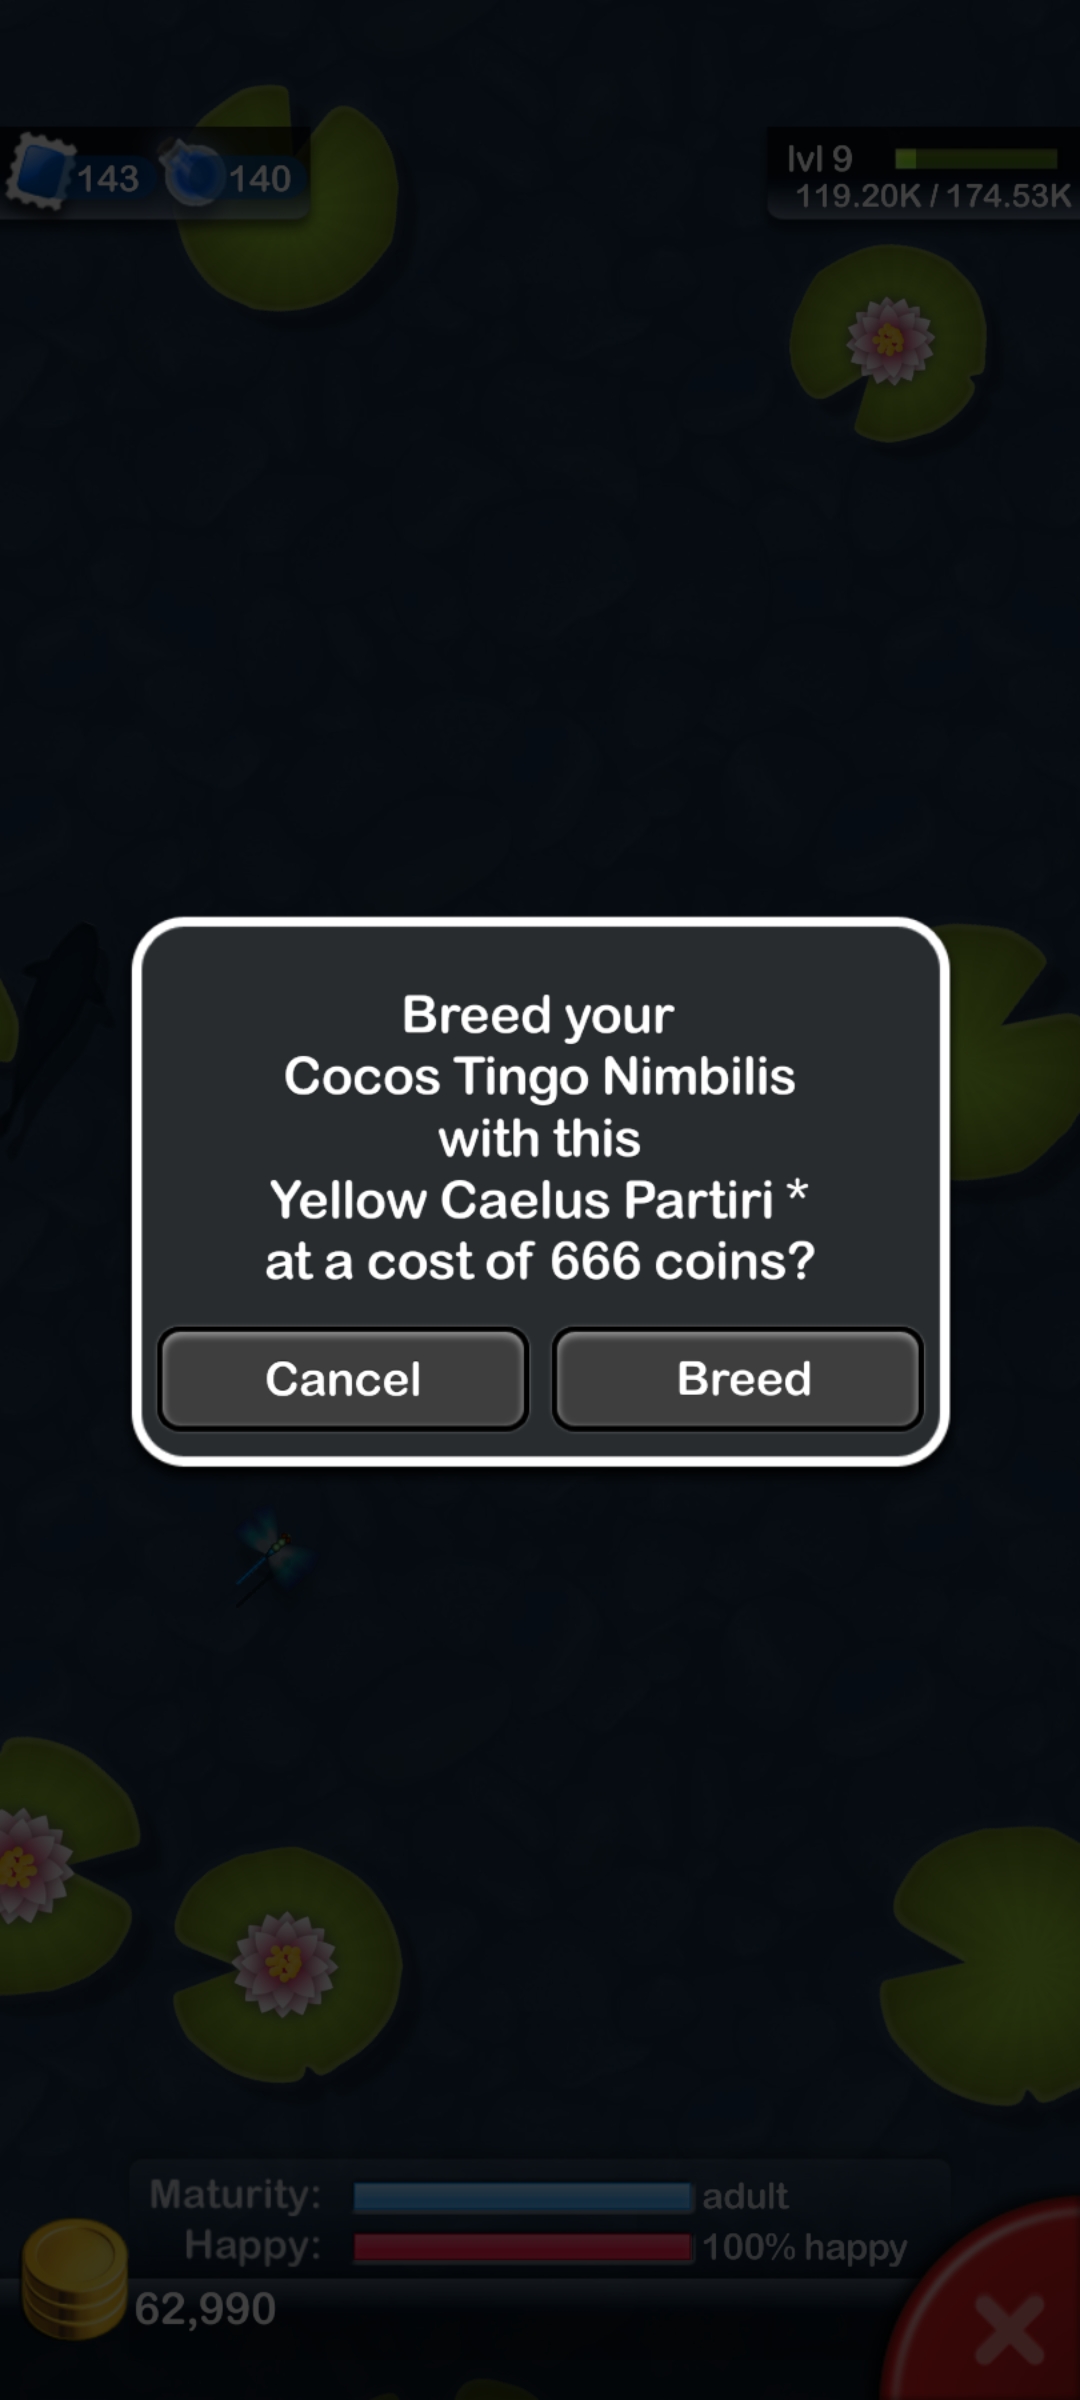 143 140
lvl 9
119.20K / 174.53K
Breed your
Cocos Tingo Nimbilis
with this
Yellow Caelus Partiri *
at a cost of 666 coins?
Cancel Breed
Maturity: adult
Happy: 100% happy
62,990